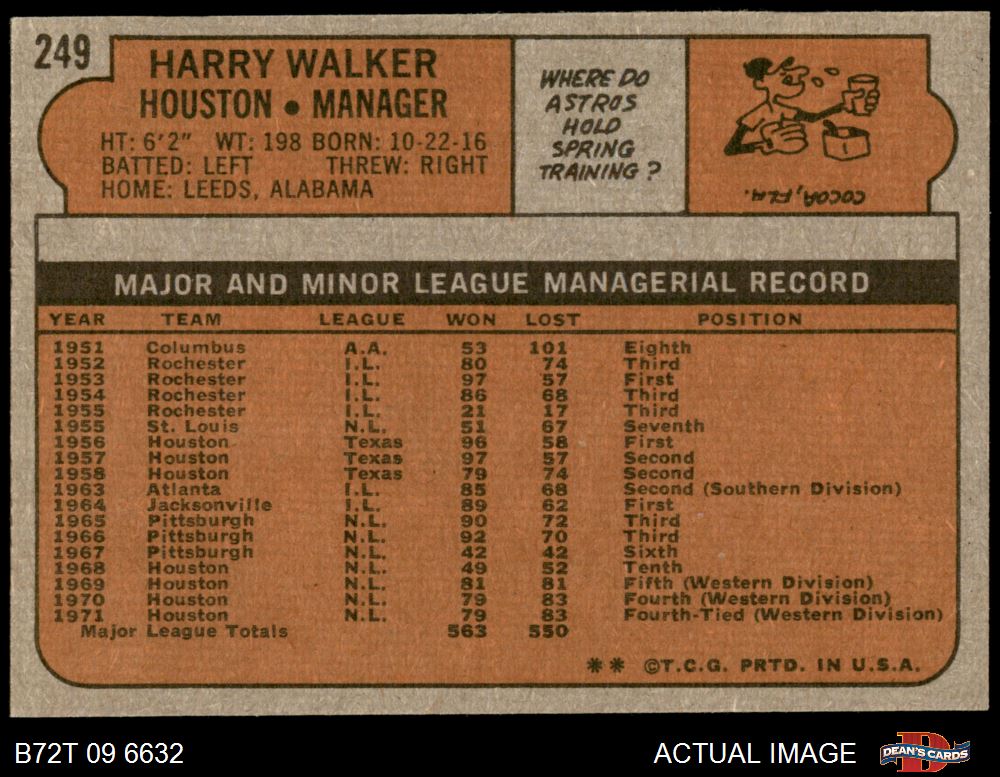 249
HARRY WALKER
HOUSTON • MANAGER
HT: 6'2" WT: 198 BORN: 10-22-16
BATTED: LEFT THREW: RIGHT
HOME: LEEDS, ALABAMA
WHERE DO
ASTROS
HOLD
SPRING
TRAINING?
COCOA, FLA.
MAJOR AND MINOR LEAGUE MANAGERIAL RECORD
YEAR TEAM LEAGUE WON LOST POSITION
1951 Columbus A.A. 53 101 Eighth
1952 Rochester I.L. 80 74 Third
1953 Rochester I.L. 97 57 First
1954 Rochester I.L. 86 68 Third
1955 Rochester I.L. 21 17 Third
1955 St. Louis N.L. 51 67 Seventh
1956 Houston Texas 96 58 First
1957 Houston Texas 97 57 Second
1958 Houston Texas 79 74 Second
1963 Atlanta I.L. 85 68 Second (Southern Division)
1964 Jacksonville I.L. 89 62 First
1965 Pittsburgh N.L. 90 72 Third
1966 Pittsburgh N.L. 92 70 Third
1967 Pittsburgh N.L. 42 42 Sixth
1968 Houston N.L. 49 52 Tenth
1969 Houston N.L. 81 81 Fifth (Western Division)
1970 Houston N.L. 79 83 Fourth (Western Division)
1971 Houston N.L. 79 83 Fourth-Tied (Western Division)
Major League Totals 563 550
** ©T.C.G. PRTD. IN U.S.A.
B72T 09 6632 ACTUAL IMAGE DEAN'S CARDS